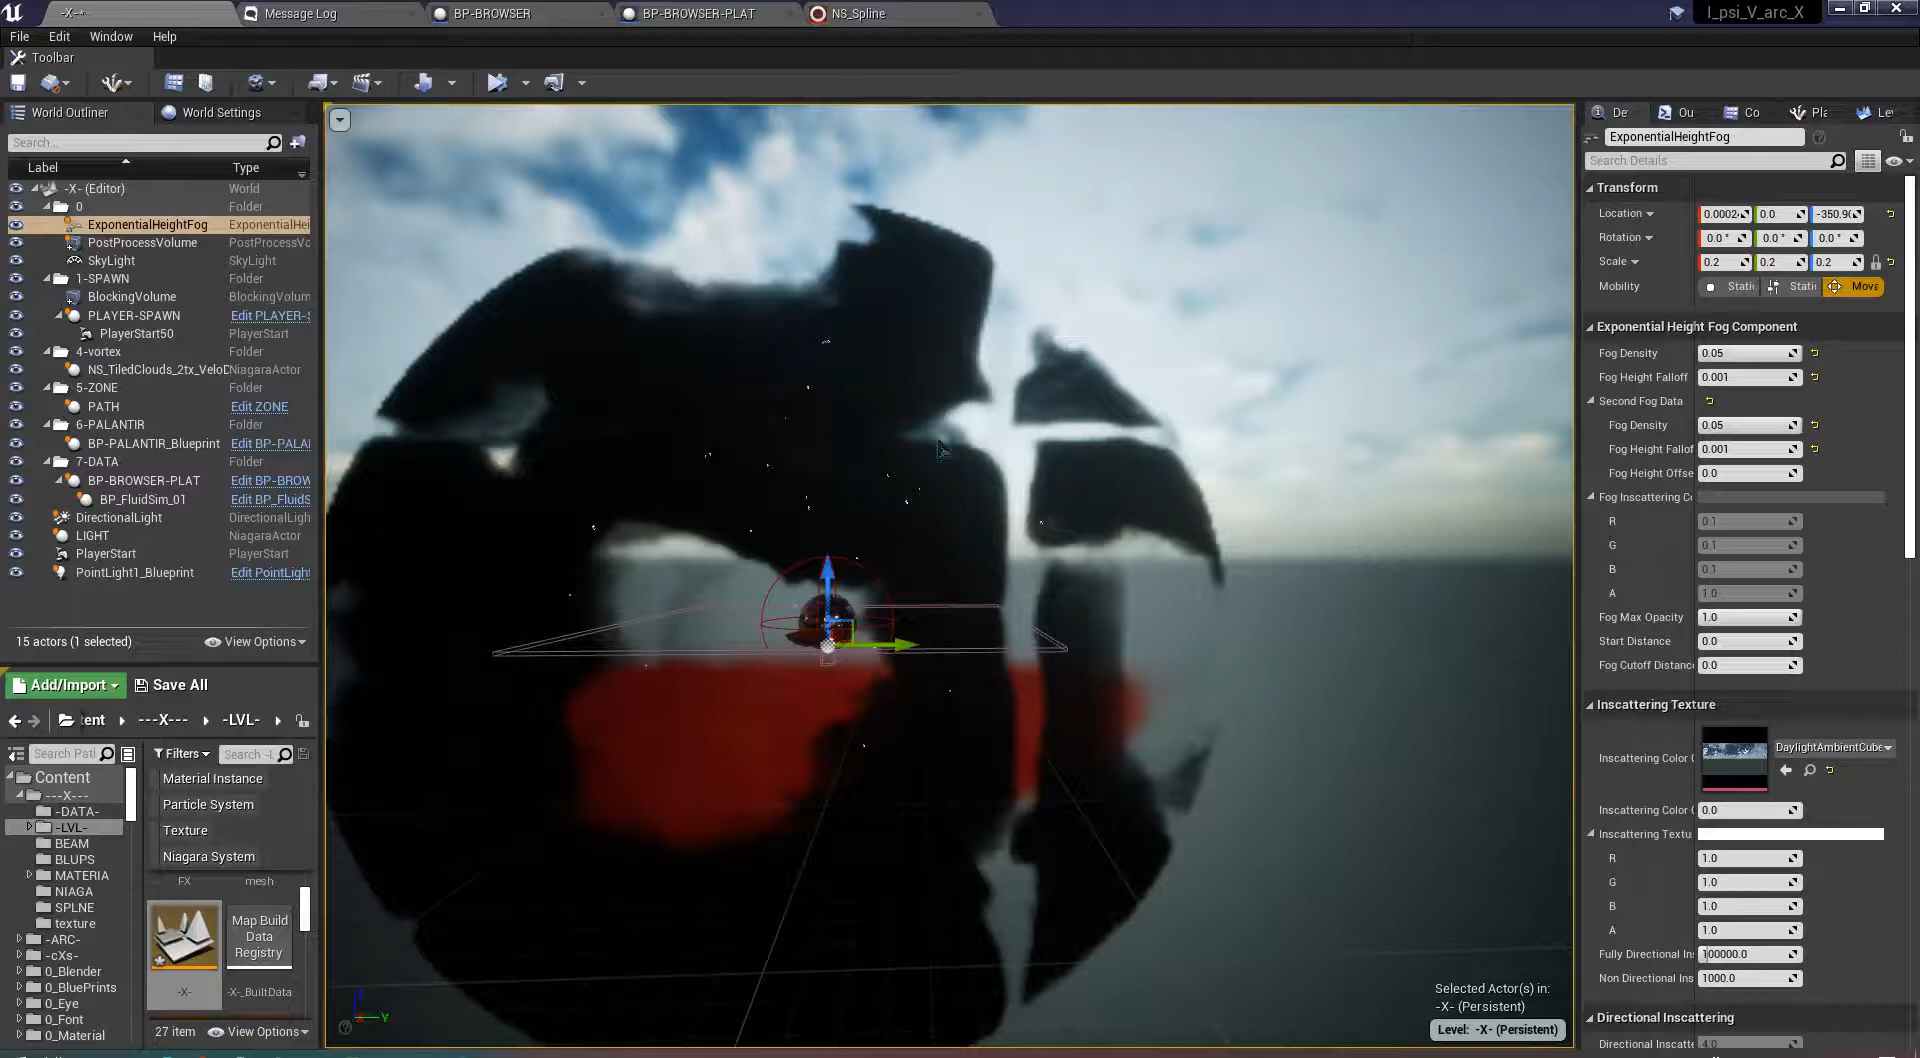 -X-*
Message Log
BP-BROWSER
BP-BROWSER-PLAT
NS_Spline
I_psi_V_arc_X
File Edit Window Help
Toolbar
World Outliner
World Settings
Search...
Label Type
-X- (Editor) World
0 Folder
ExponentialHeightFog ExponentialHei
PostProcessVolume PostProcessVo
SkyLight SkyLight
1-SPAWN Folder
BlockingVolume BlockingVolum
PLAYER-SPAWN Edit PLAYER-S
PlayerStart50 PlayerStart
4-vortex Folder
NS_TiledClouds_2tx_VeloD NiagaraActor
5-ZONE Folder
PATH Edit ZONE
6-PALANTIR Folder
BP-PALANTIR_Blueprint Edit BP-PALAI
7-DATA Folder
BP-BROWSER-PLAT Edit BP-BROW
BP_FluidSim_01 Edit BP_FluidS
DirectionalLight DirectionalLigh
LIGHT NiagaraActor
PlayerStart PlayerStart
PointLight1_Blueprint Edit PointLight
15 actors (1 selected) View Options
Add/Import Save All
tent ---X--- -LVL-
Search Path
Filters
Search -L
Content
---X---
-DATA-
-LVL-
BEAM
BLUPS
MATERIA
NIAGA
SPLNE
texture
-ARC-
-cXs-
0_Blender
0_BluePrints
0_Eye
0_Font
0_Material
Material Instance
Particle System
Texture
Niagara System
FX mesh
Map Build
Data
Registry
-X- -X-_BuiltData
27 item View Options
Z
Y
Selected Actor(s) in:
-X- (Persistent)
Level: -X- (Persistent)
De Ou Co Pla Lev
ExponentialHeightFog
Search Details
Transform
Location 0.0002 0.0 -350.90
Rotation 0.0 ° 0.0 ° 0.0 °
Scale 0.2 0.2 0.2
Mobility Stati Stati Mova
Exponential Height Fog Component
Fog Density 0.05
Fog Height Falloff 0.001
Second Fog Data
Fog Density 0.05
Fog Height Fallof 0.001
Fog Height Offse 0.0
Fog Inscattering Co
R 0.1
G 0.1
B 0.1
A 1.0
Fog Max Opacity 1.0
Start Distance 0.0
Fog Cutoff Distanc 0.0
Inscattering Texture
Inscattering Color C
DaylightAmbientCube
Inscattering Color C 0.0
Inscattering Textu
R 1.0
G 1.0
B 1.0
A 1.0
Fully Directional In 100000.0
Non Directional Ins 1000.0
Directional Inscattering
Directional Inscatte 4.0